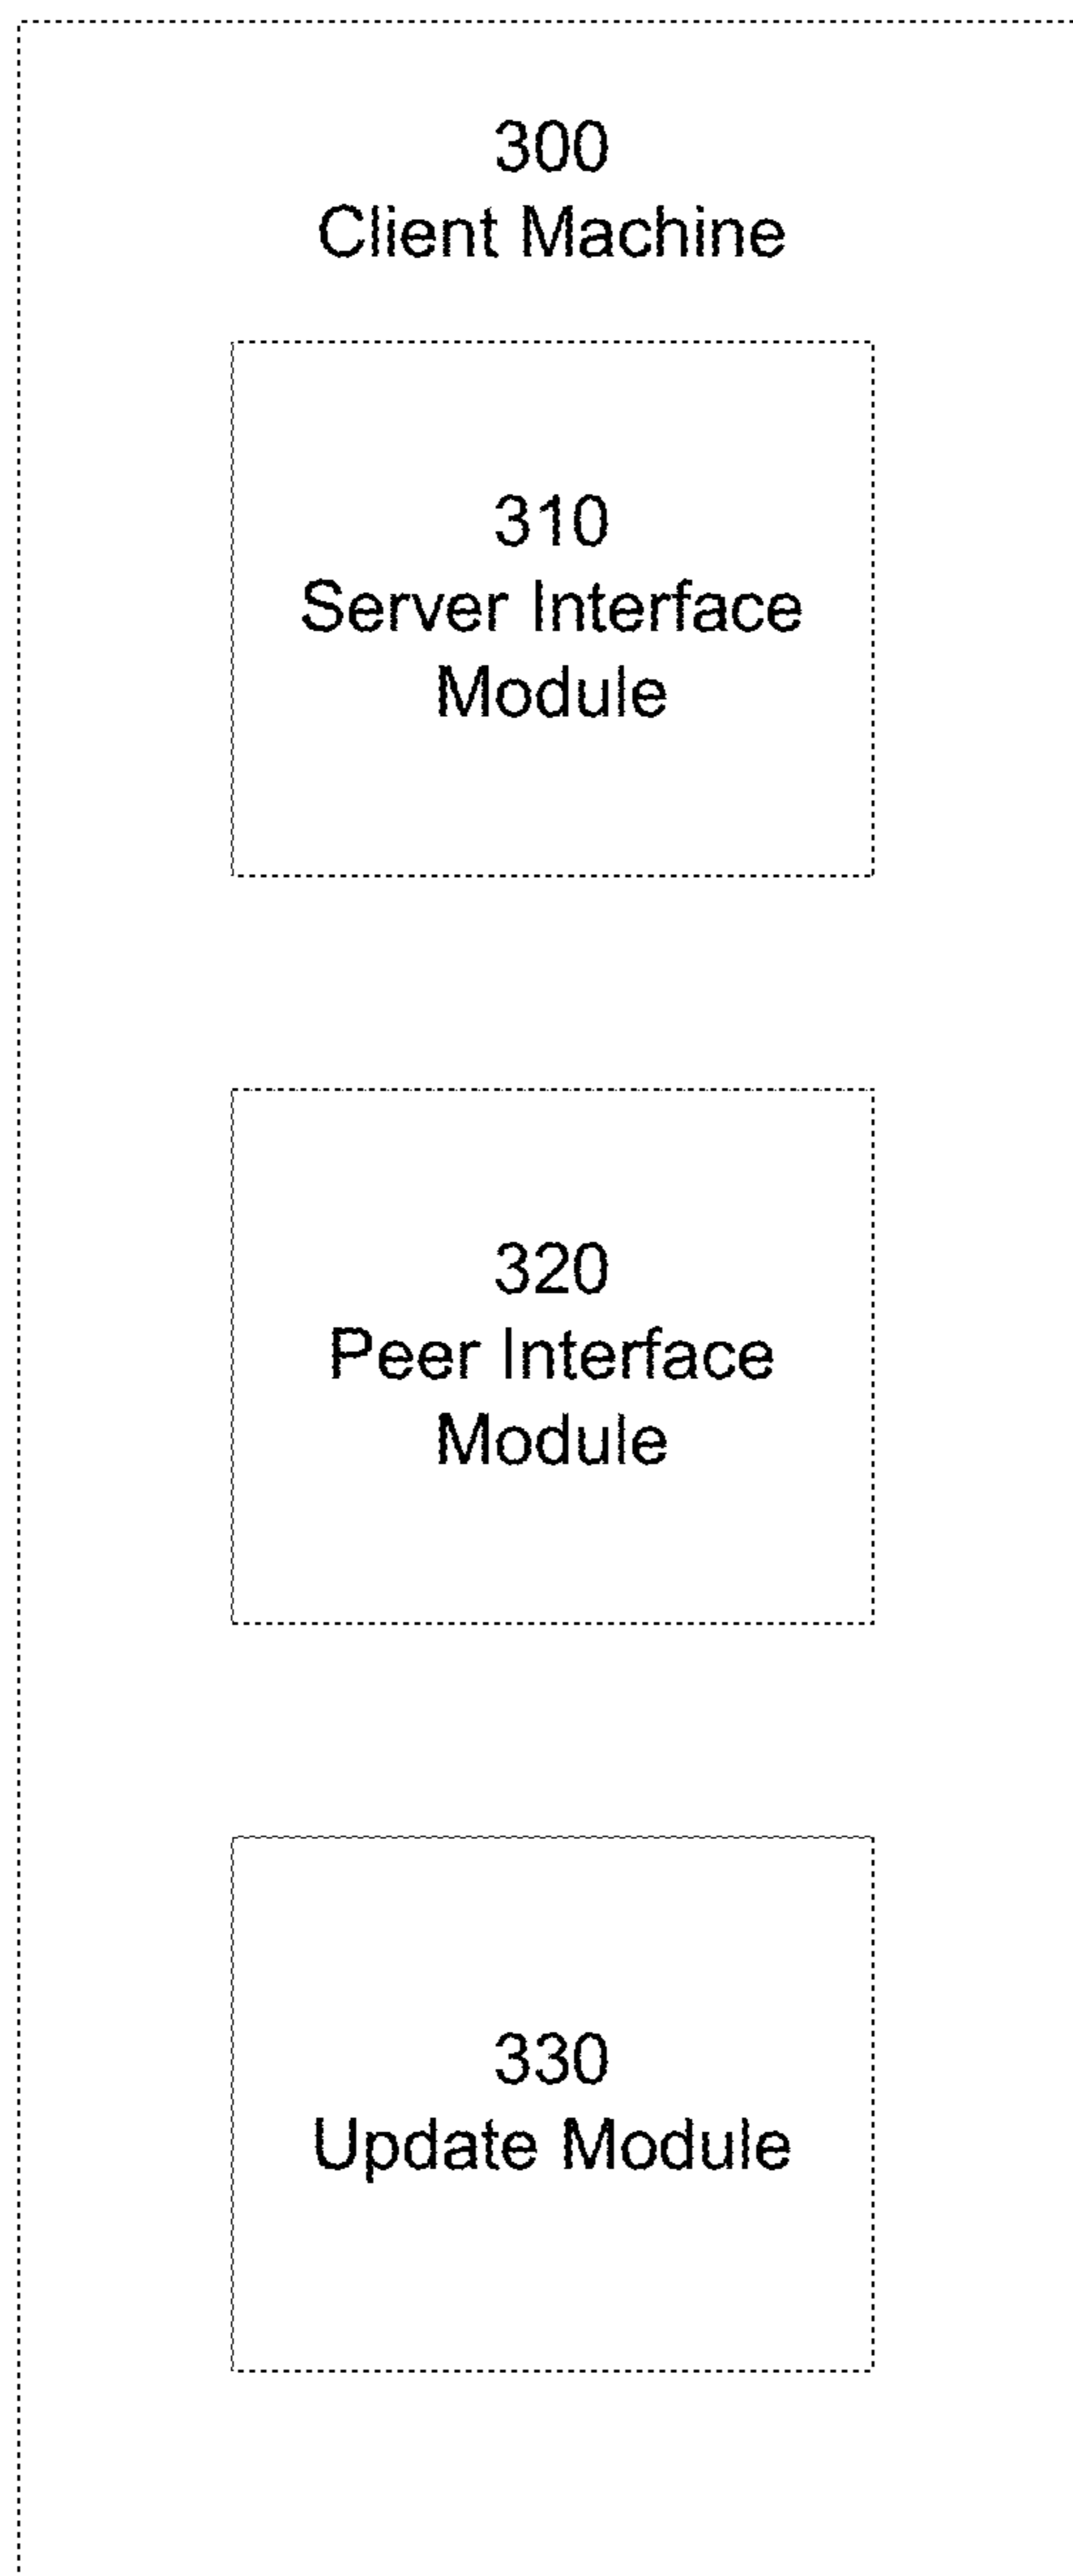 300
Client Machine
310
Server Interface
Module
320
Peer Interface
Module
330
Update Module